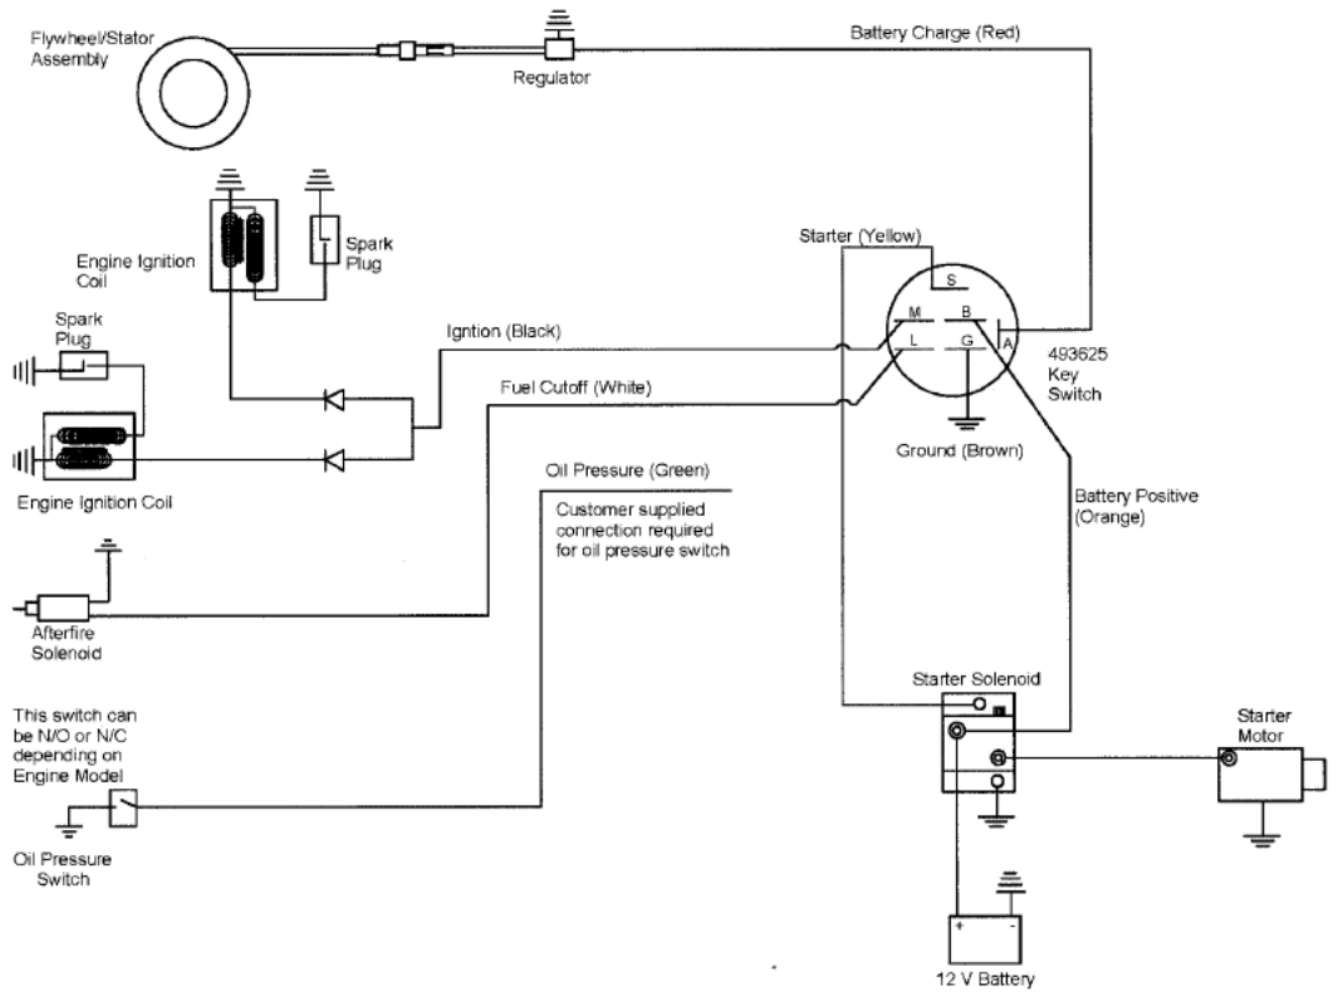 Flywheel/Stator
Assembly
Regulator
Battery Charge (Red)
Engine Ignition
Coil
Spark
Plug
Starter (Yellow)
S
M
B
L
G
A
493625
Key
Switch
Spark
Plug
Igntion (Black)
Fuel Cutoff (White)
Ground (Brown)
Engine Ignition Coil
Oil Pressure (Green)
Customer supplied
connection required
for oil pressure switch
Battery Positive
(Orange)
Afterfire
Solenoid
Starter Solenoid
This switch can
be N/O or N/C
depending on
Engine Model
Starter
Motor
Oil Pressure
Switch
+ -
12 V Battery